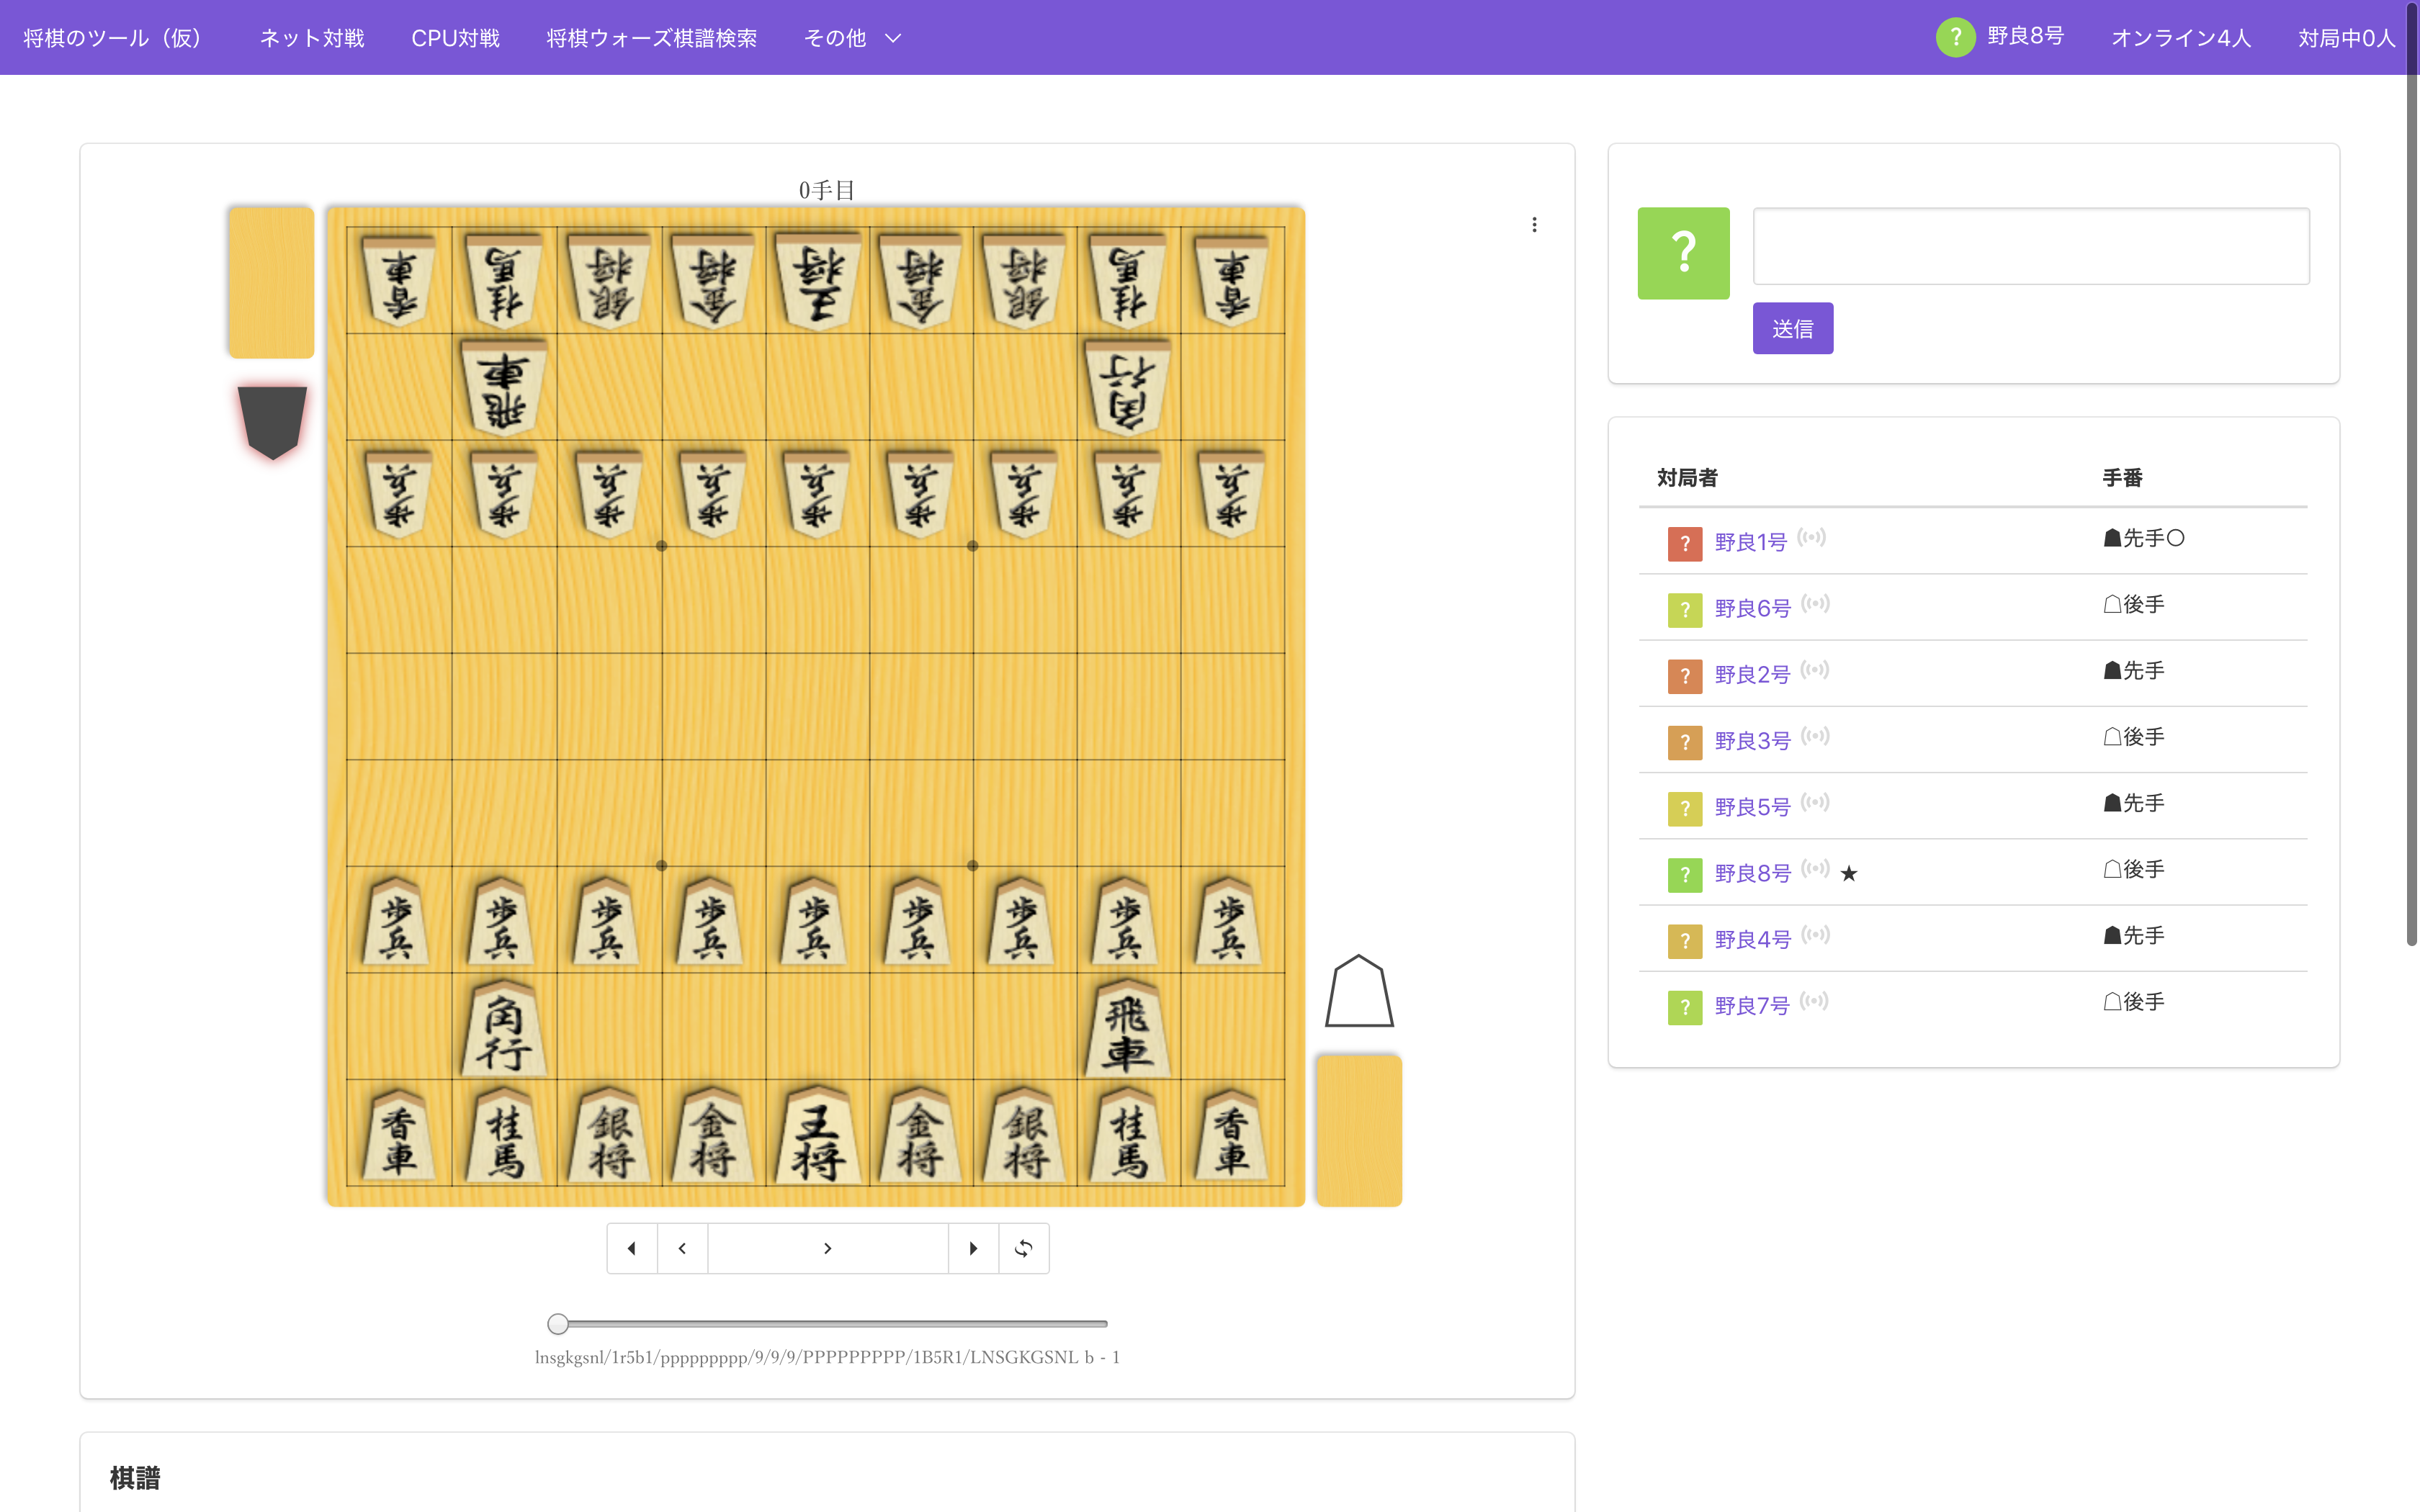 将棋のツール（仮） ネット対戦 CPU対戦 将棋ウォーズ棋譜検索 その他 ? 野良8号 オンライン4人 対局中0人
0手目
香車 桂馬 銀将 金将 王将 金将 銀将 桂馬 香車
飛車 角行
歩兵 歩兵 歩兵 歩兵 歩兵 歩兵 歩兵 歩兵 歩兵
歩兵 歩兵 歩兵 歩兵 歩兵 歩兵 歩兵 歩兵 歩兵
角行 飛車
香車 桂馬 銀将 金将 王将 金将 銀将 桂馬 香車
lnsgkgsnl/1r5b1/ppppppppp/9/9/9/PPPPPPPPP/1B5R1/LNSGKGSNL b - 1
棋譜
?
送信
対局者 手番
? 野良1号 ☗先手○
? 野良6号 ☖後手
? 野良2号 ☗先手
? 野良3号 ☖後手
? 野良5号 ☗先手
? 野良8号 ★ ☖後手
? 野良4号 ☗先手
? 野良7号 ☖後手